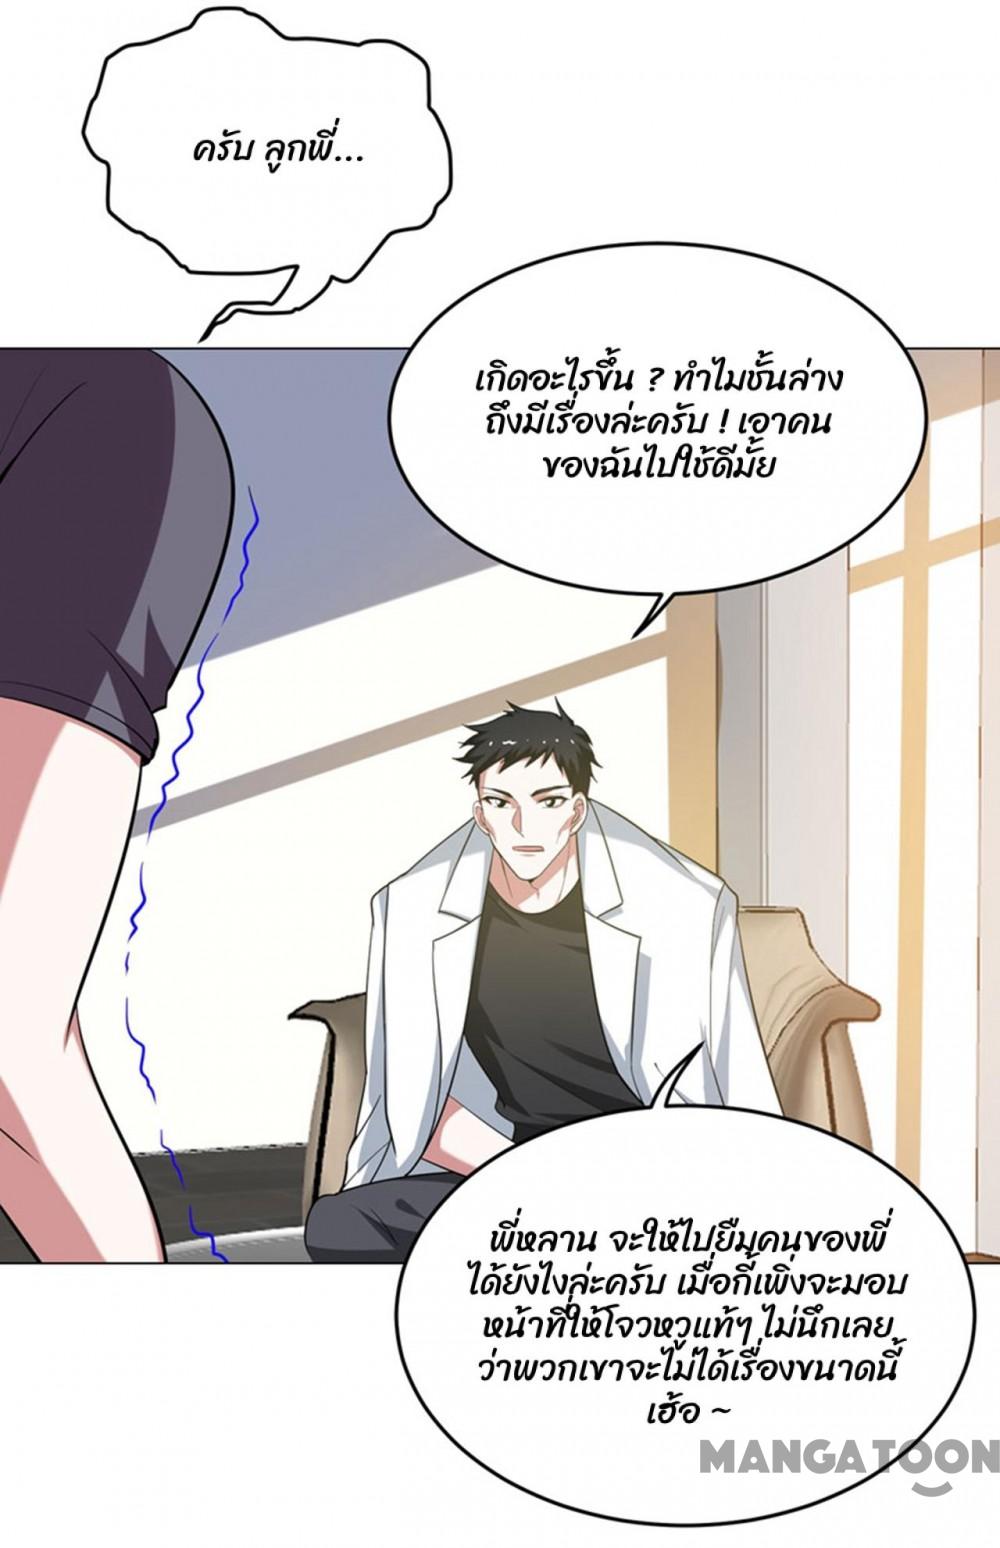 ครับ ลูกพี่...
เกิดอะไรขึ้น ? ทำไมชั้นล่าง
ถึงมีเรื่องล่ะครับ ! เอาคน
ของฉันไปใช้ดีมั้ย
พี่หลาน จะให้ไปยืมคนของพี่
ได้ยังไงล่ะครับ เมื่อกี้เพิ่งจะมอบ
หน้าที่ให้โจวหวูแท้ๆ ไม่นึกเลย
ว่าพวกเขาจะไม่ได้เรื่องขนาดนี้
เฮ้อ ~
MANGATOON